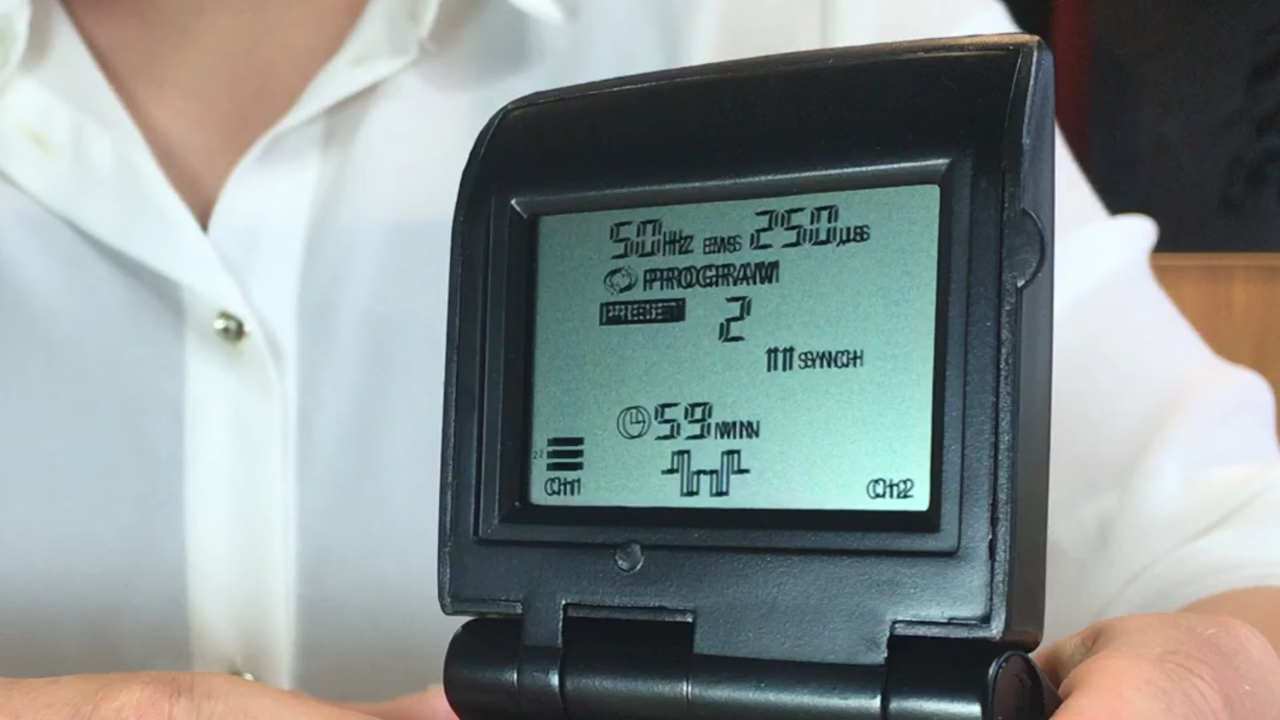 50Hz EMS 250µs
PROGRAM
PRESET 2
SYNCH
59 MIN
CH1 CH2